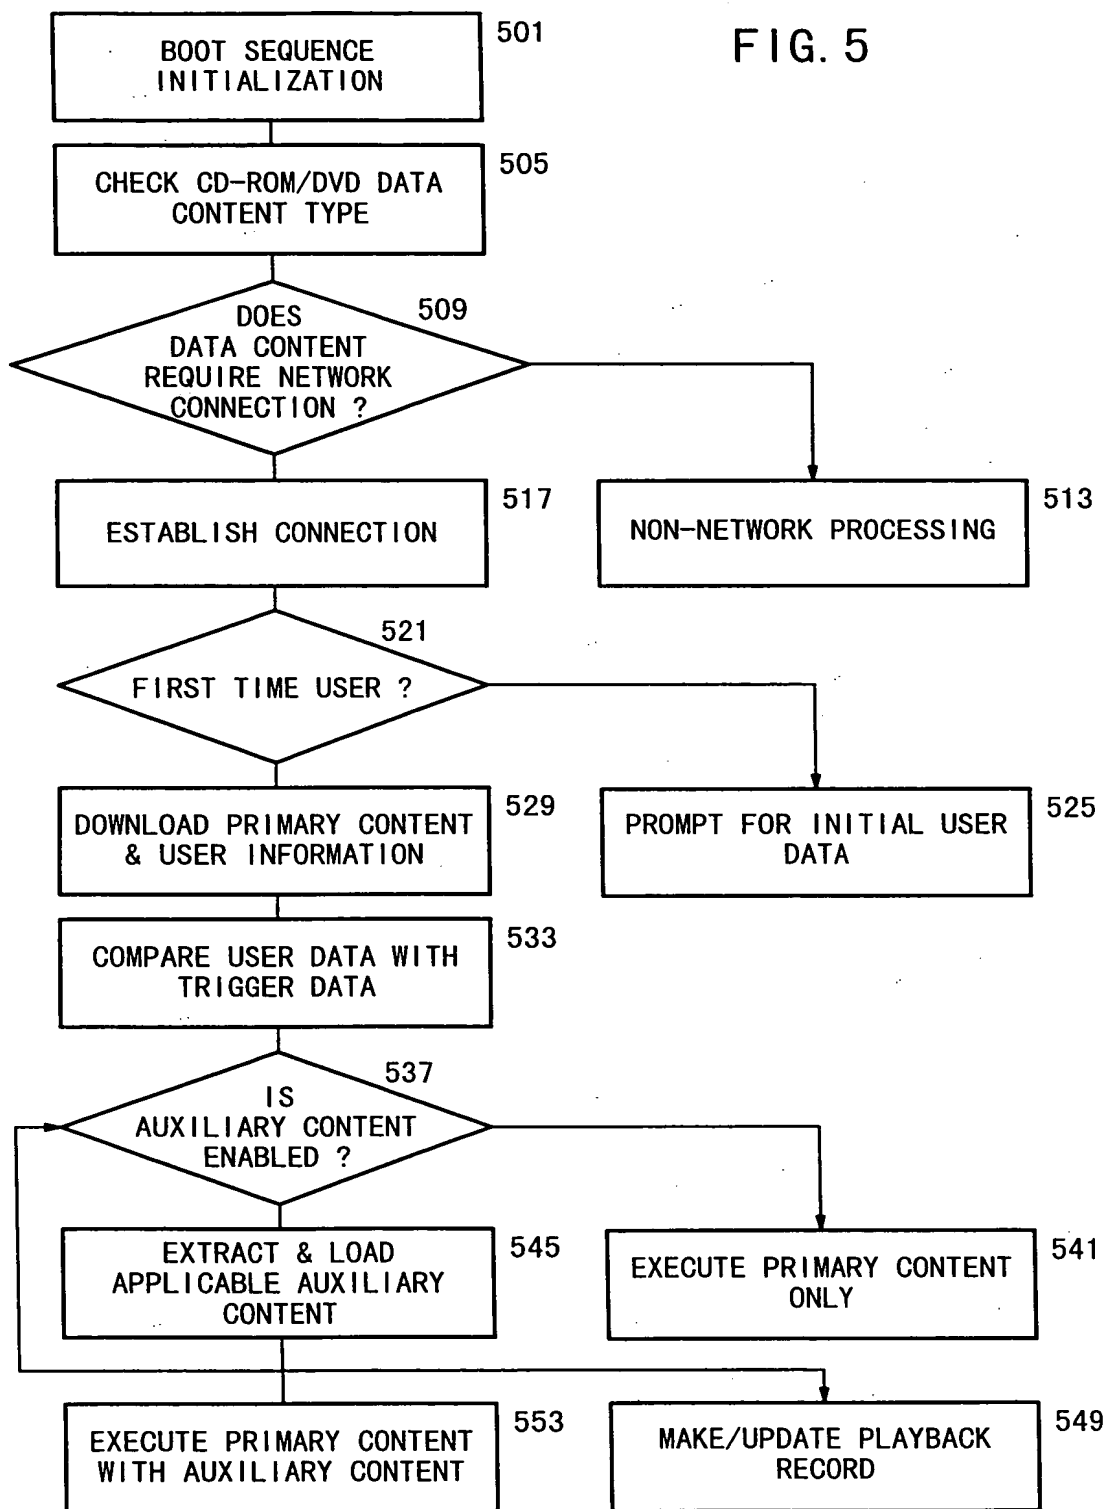 FIG. 5
501
BOOT SEQUENCE
INITIALIZATION
505
CHECK CD-ROM/DVD DATA
CONTENT TYPE
509
DOES
DATA CONTENT
REQUIRE NETWORK
CONNECTION ?
517
ESTABLISH CONNECTION
513
NON-NETWORK PROCESSING
521
FIRST TIME USER ?
529
DOWNLOAD PRIMARY CONTENT
& USER INFORMATION
525
PROMPT FOR INITIAL USER
DATA
533
COMPARE USER DATA WITH
TRIGGER DATA
537
IS
AUXILIARY CONTENT
ENABLED ?
545
EXTRACT & LOAD
APPLICABLE AUXILIARY
CONTENT
541
EXECUTE PRIMARY CONTENT
ONLY
553
EXECUTE PRIMARY CONTENT
WITH AUXILIARY CONTENT
549
MAKE/UPDATE PLAYBACK
RECORD